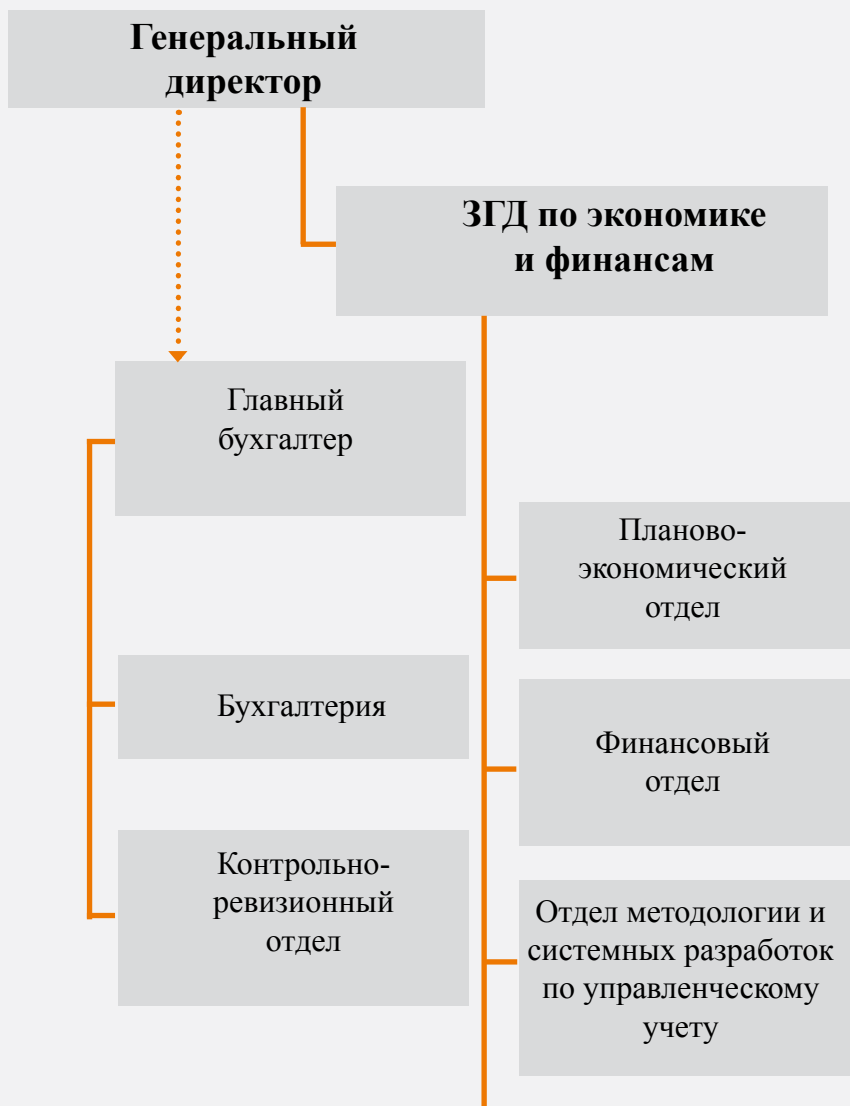 Генеральный
директор
ЗГД по экономике
и финансам
Главный
бухгалтер
Планово-
экономический
отдел
Бухгалтерия
Финансовый
отдел
Контрольно-
ревизионный
отдел
Отдел методологии и
системных разработок
по управленческому
учету